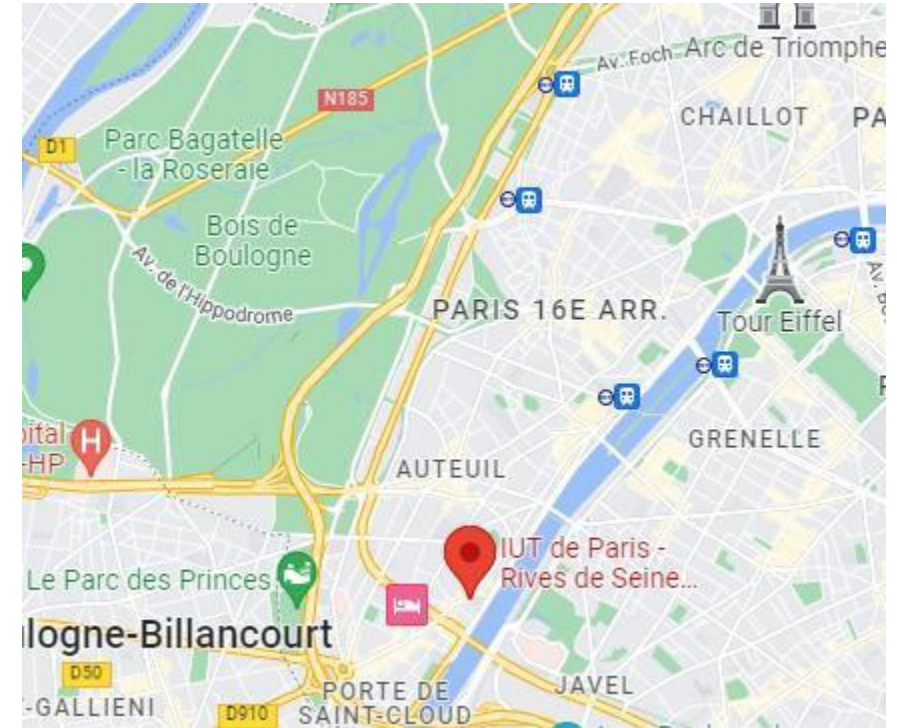 Av. Foch
Arc de Triomphe
N185
CHAILLOT
PA
D1
Parc Bagatelle
- la Roseraie
Bois de
Boulogne
Av. de l'Hippodrome
PARIS 16E ARR.
Tour Eiffel
ital
-HP
H
AUTEUIL
GRENELLE
IUT de Paris -
Rives de Seine...
Le Parc des Princes
logne-Billancourt
D50
-GALLIENI
D910
PORTE DE
SAINT-CLOUD
JAVEL